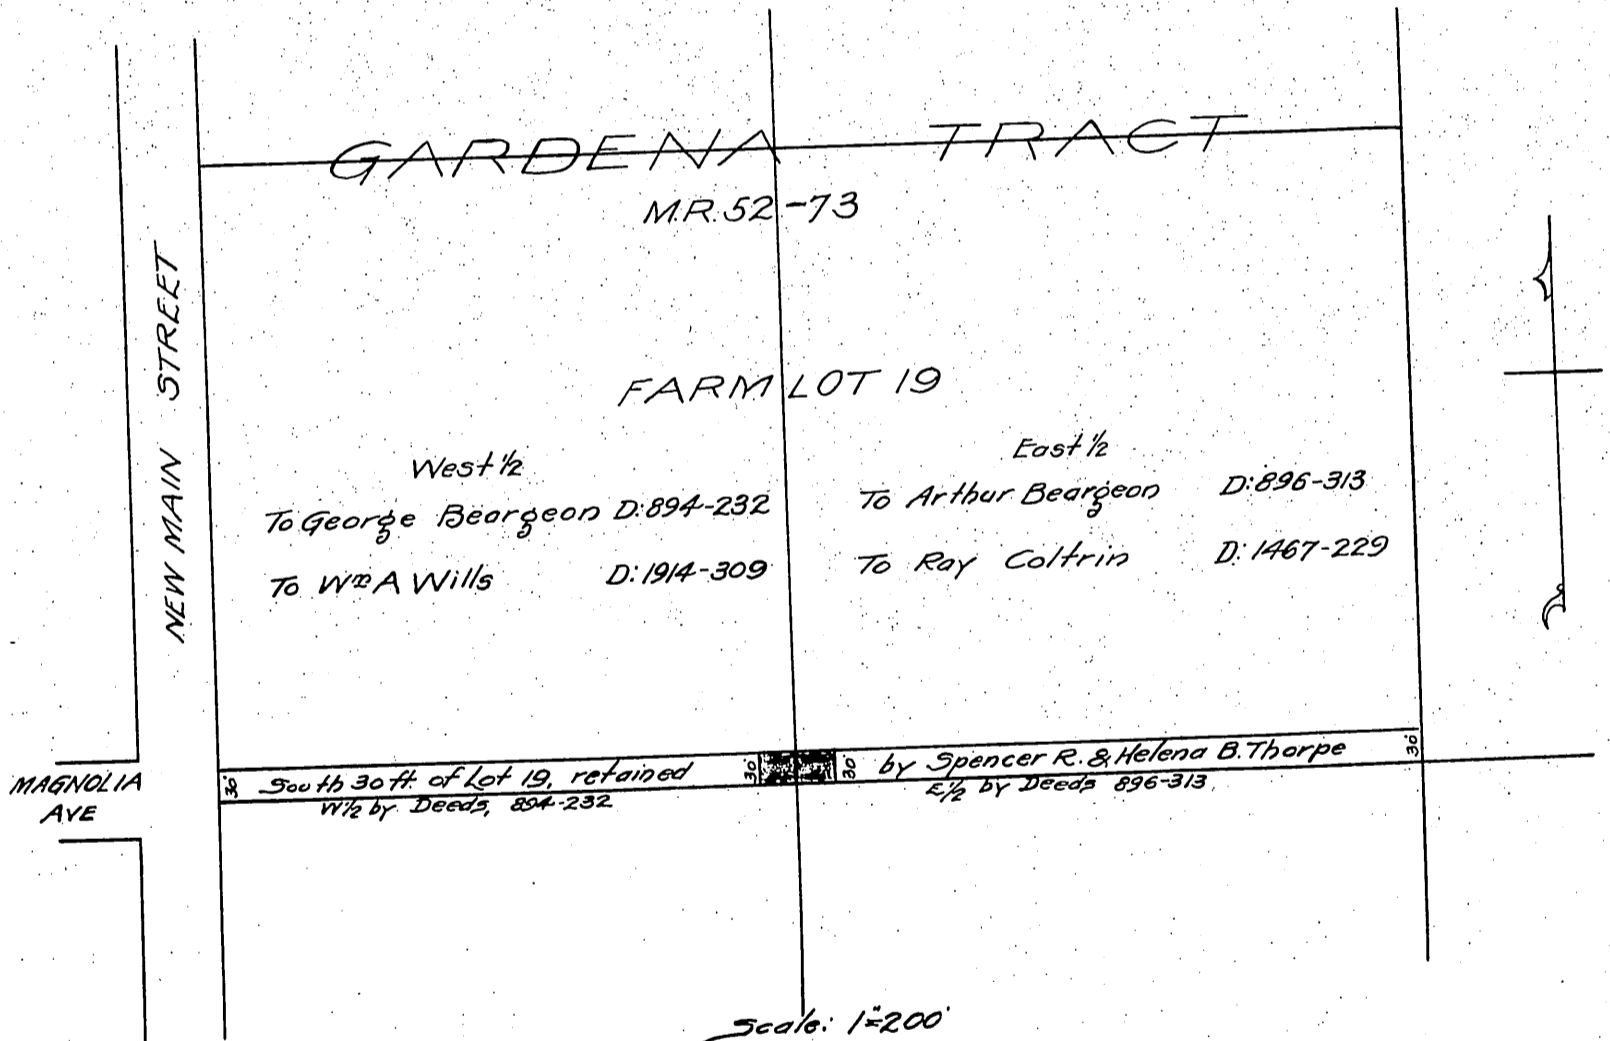 GARDENA TRACT
M.R. 52-73
NEW MAIN STREET
FARM LOT 19
West 1/2
To George Beargeon D:894-232
To Wm A Wills D:1914-309
East 1/2
To Arthur Beargeon D:896-313
To Ray Coltrin D:1467-229
MAGNOLIA
AVE
30' South 30 ft. of Lot 19, retained 30' 30' by Spencer R. & Helena B. Thorpe 30'
W1/2 by Deeds, 894-232
E1/2 by Deeds 896-313
Scale: 1"=200'